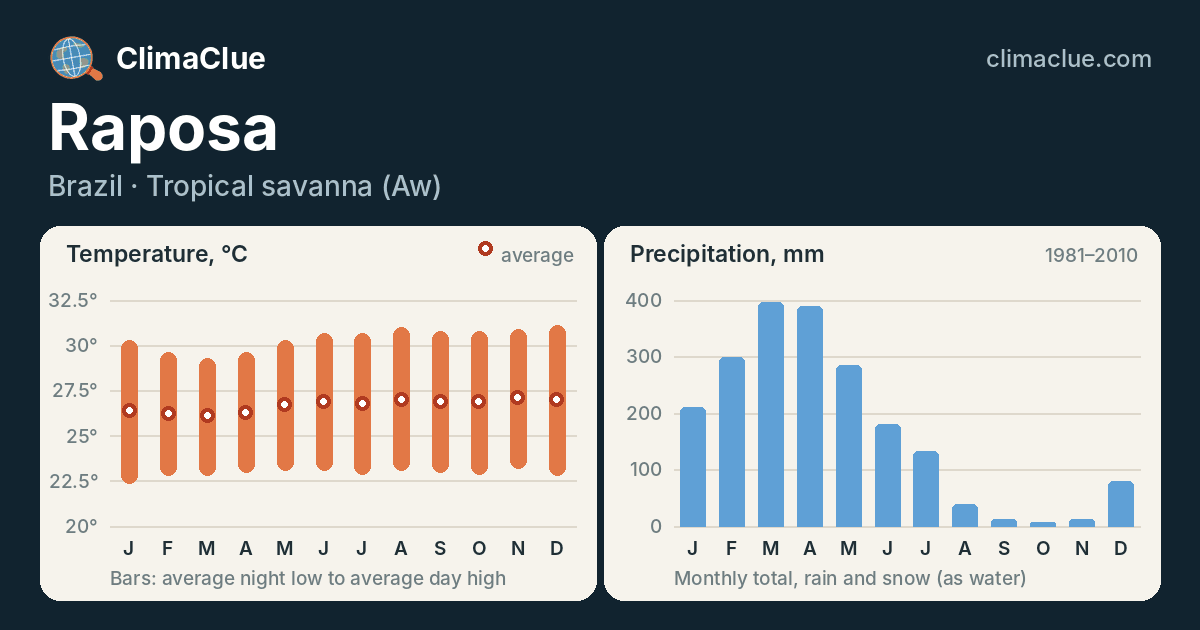 ClimaClue
climaclue.com
Raposa
Brazil · Tropical savanna (Aw)
Temperature, °C
average
32.5°
30°
27.5°
25°
22.5°
20°
J F M A M J J A S O N D
Bars: average night low to average day high
Precipitation, mm
1981–2010
400
300
200
100
0
J F M A M J J A S O N D
Monthly total, rain and snow (as water)